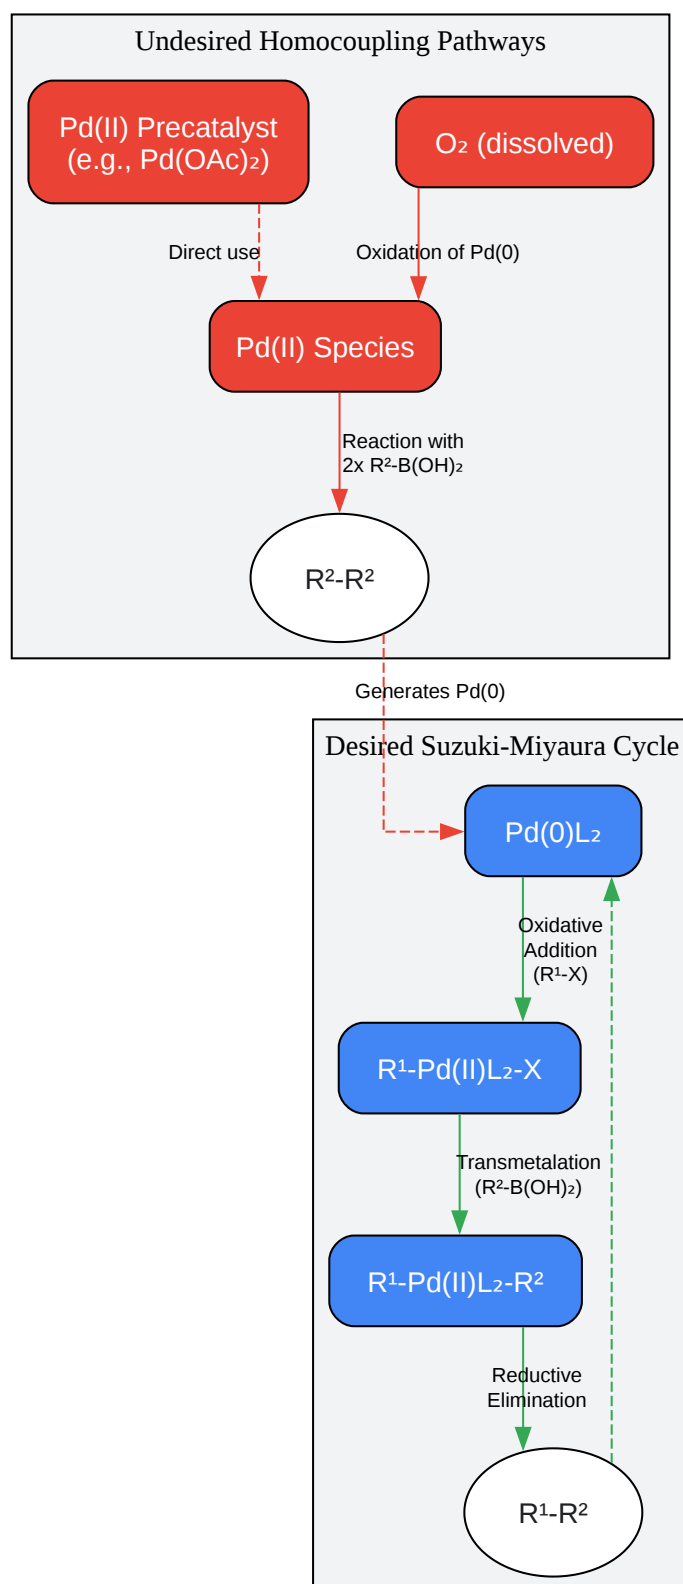 Undesired Homocoupling Pathways
Pd(II) Precatalyst
(e.g., Pd(OAc)₂)
O₂ (dissolved)
Direct use
Oxidation of Pd(0)
Pd(II) Species
Reaction with
2x R²-B(OH)₂
R²-R²
Generates Pd(0)
Desired Suzuki-Miyaura Cycle
Pd(0)L₂
Oxidative
Addition
(R¹-X)
R¹-Pd(II)L₂-X
Transmetalation
(R²-B(OH)₂)
R¹-Pd(II)L₂-R²
Reductive
Elimination
R¹-R²